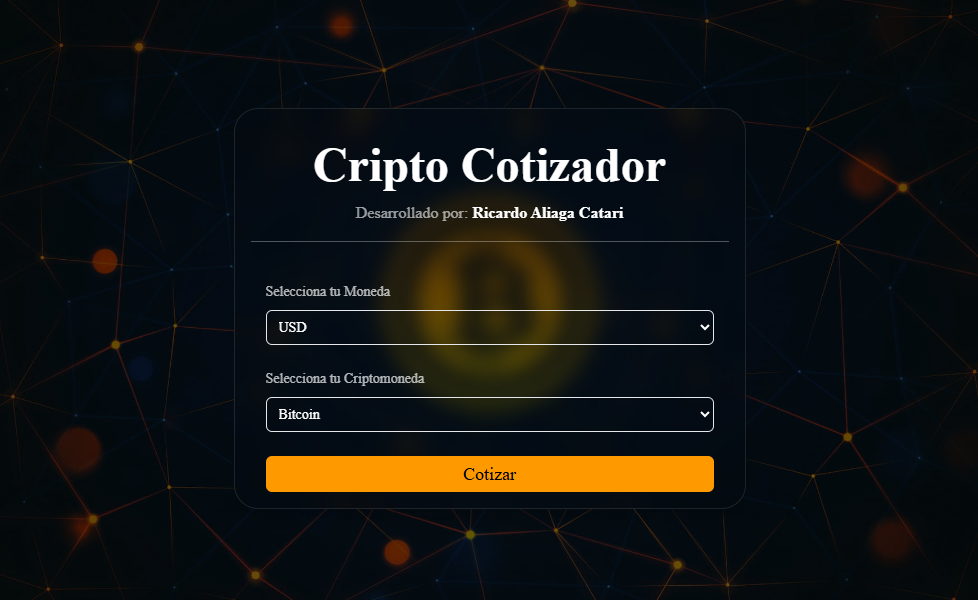 Cripto Cotizador
Desarrollado por: Ricardo Aliaga Catari
Selecciona tu Moneda
USD
Selecciona tu Criptomoneda
Bitcoin
Cotizar